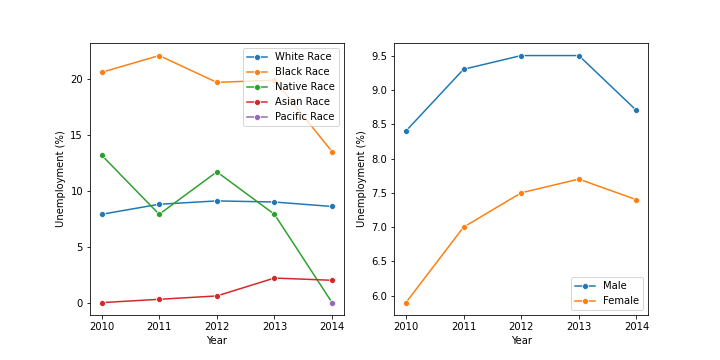 White Race
Black Race
Native Race
Asian Race
Pacific Race
Unemployment (%)
20
15
10
5
0
2010 2011 2012 2013 2014
Year
Unemployment (%)
9.5
9.0
8.5
8.0
7.5
7.0
6.5
6.0
Male
Female
2010 2011 2012 2013 2014
Year